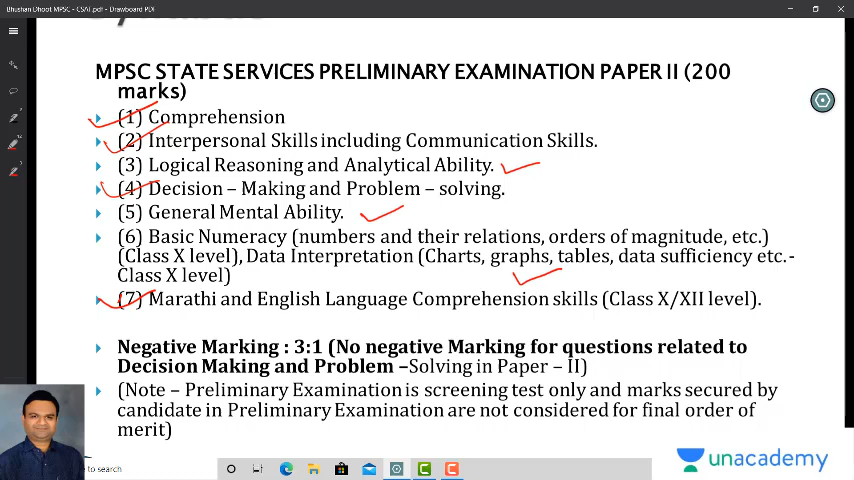 Bhushan Dhoot MPSC - CSAT.pdf - Drawboard PDF
MPSC STATE SERVICES PRELIMINARY EXAMINATION PAPER II (200
marks)
(1) Comprehension
(2) Interpersonal Skills including Communication Skills.
(3) Logical Reasoning and Analytical Ability.
(4) Decision – Making and Problem – solving.
(5) General Mental Ability.
(6) Basic Numeracy (numbers and their relations, orders of magnitude, etc.)
(Class X level), Data Interpretation (Charts, graphs, tables, data sufficiency etc.-
Class X level)
(7) Marathi and English Language Comprehension skills (Class X/XII level).
Negative Marking : 3:1 (No negative Marking for questions related to
Decision Making and Problem –Solving in Paper – II)
(Note – Preliminary Examination is screening test only and marks secured by
candidate in Preliminary Examination are not considered for final order of
merit)
e to search
unacademy